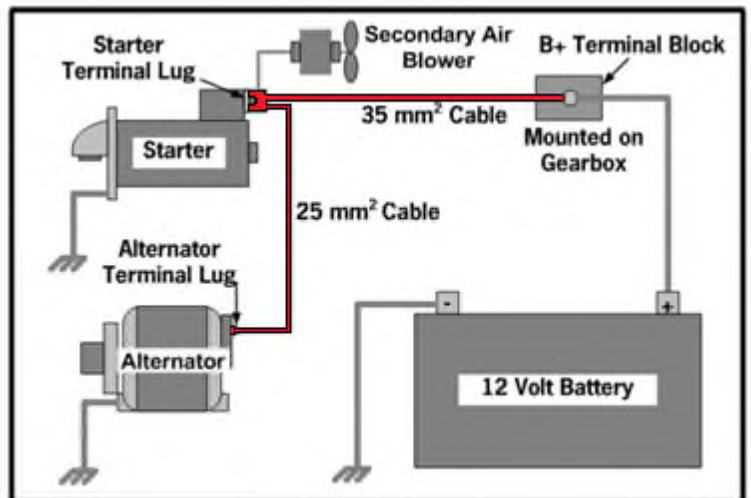 Starter
Terminal Lug
Secondary Air
Blower
B+ Terminal Block
35 mm² Cable
Mounted on
Gearbox
Starter
25 mm² Cable
Alternator
Terminal Lug
Alternator
-
+
12 Volt Battery